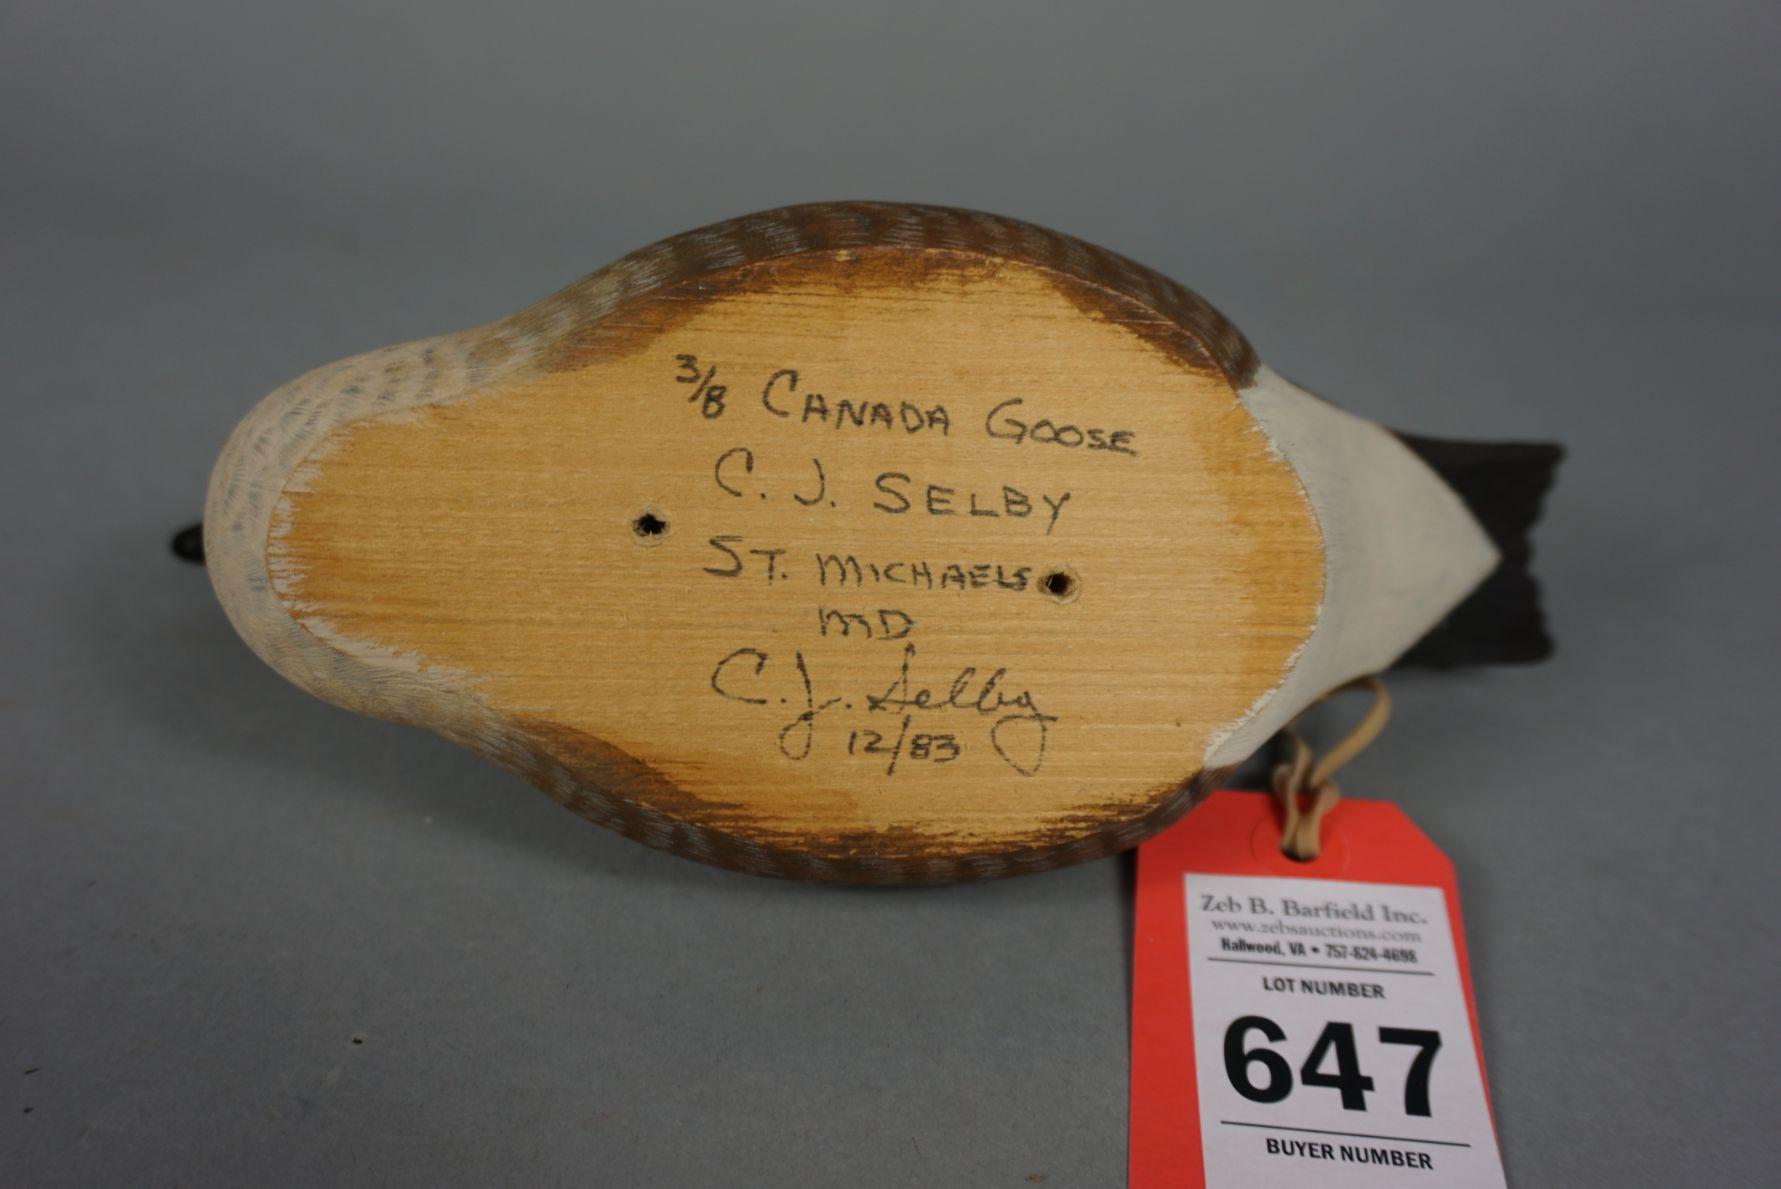 3/8 CANADA GOOSE
C. J. SELBY
ST. MICHAELS
MD
C. J. Selby
12/83
Zeb B. Barfield Inc.
www.zebsauctions.com
Hallwood, VA • 757-824-4698
LOT NUMBER
647
BUYER NUMBER